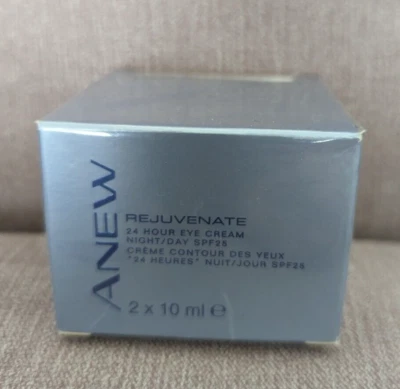 ANEW
REJUVENATE
24 HOUR EYE CREAM
NIGHT/DAY SPF25
CRÈME CONTOUR DES YEUX
"24 HEURES" NUIT/JOUR SPF25
2 x 10 ml ℮